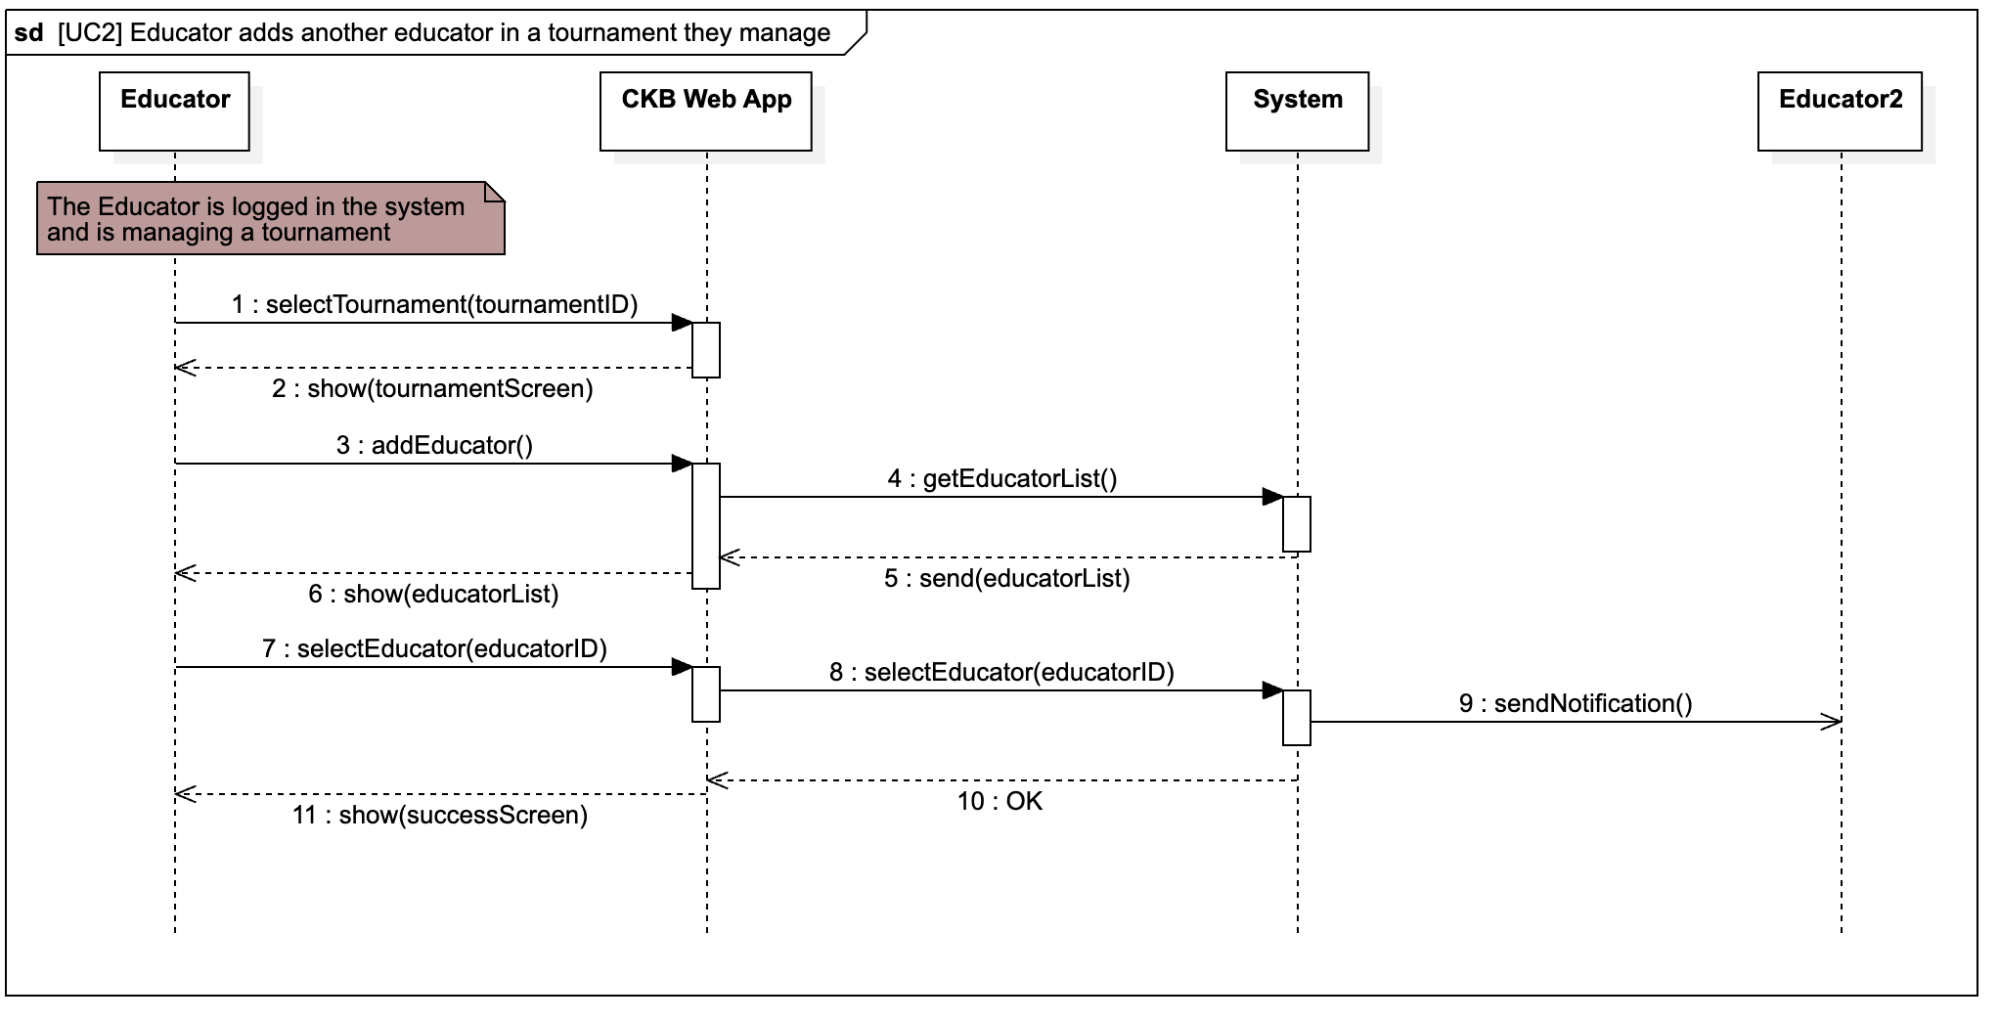 sd [UC2] Educator adds another educator in a tournament they manage
Educator
CKB Web App
System
Educator2
The Educator is logged in the system
and is managing a tournament
1 : selectTournament(tournamentID)
2 : show(tournamentScreen)
3 : addEducator()
4 : getEducatorList()
5 : send(educatorList)
6 : show(educatorList)
7 : selectEducator(educatorID)
8 : selectEducator(educatorID)
9 : sendNotification()
10 : OK
11 : show(successScreen)